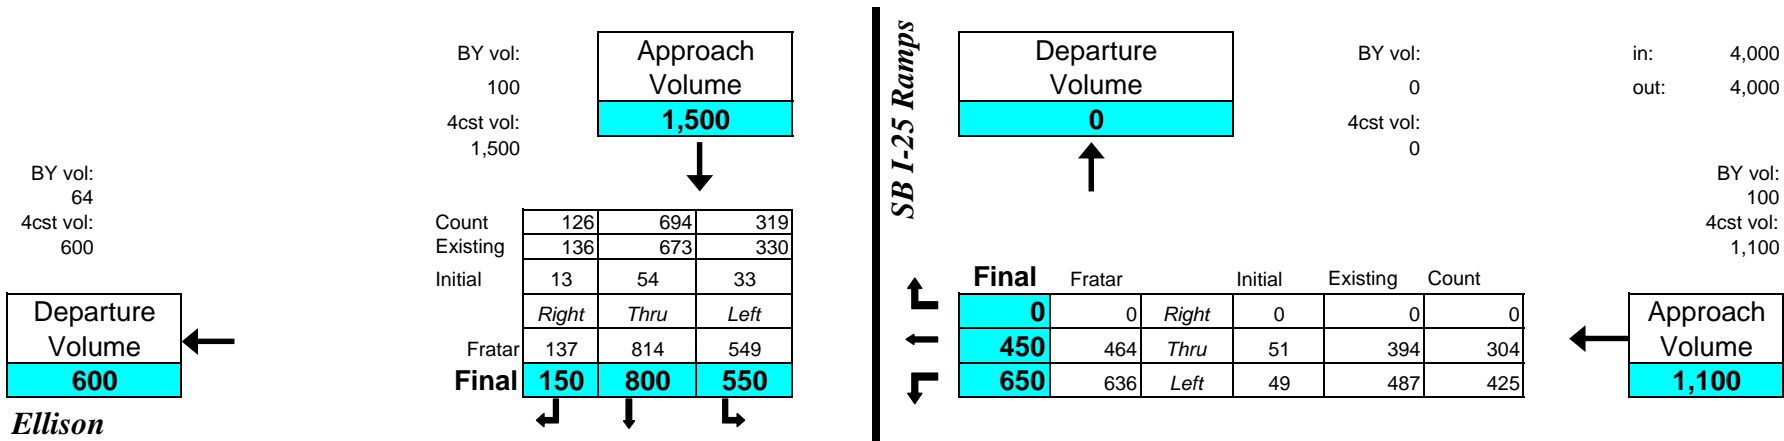 BY vol:
100
4cst vol:
1,500
Approach
Volume
1,500
SB I-25 Ramps
Departure
Volume
0
BY vol:
0
4cst vol:
0
in: 4,000
out: 4,000
BY vol:
64
4cst vol:
600
BY vol:
100
4cst vol:
1,100
Count 126 694 319
Existing 136 673 330
Initial 13 54 33
Right Thru Left
Fratar 137 814 549
Final 150 800 550
Departure
Volume
600
Ellison
Final Fratar Initial Existing Count
0 0 Right 0 0 0
450 464 Thru 51 394 304
650 636 Left 49 487 425
Approach
Volume
1,100